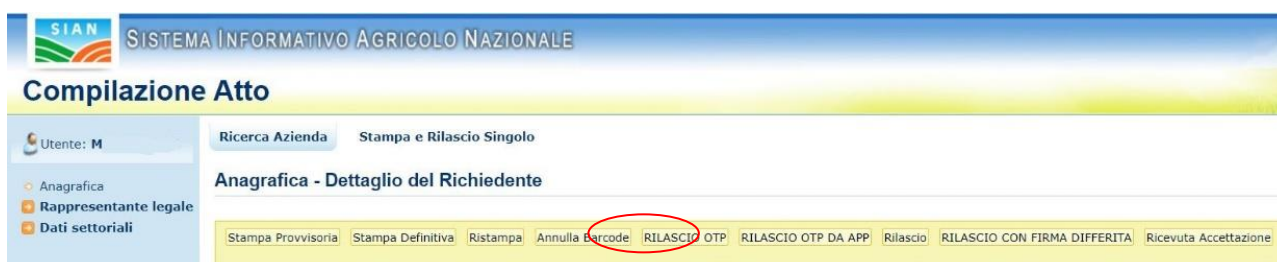 SIAN SISTEMA INFORMATIVO AGRICOLO NAZIONALE
Compilazione Atto
Utente: M Ricerca Azienda Stampa e Rilascio Singolo
Anagrafica - Dettaglio del Richiedente
Anagrafica
Rappresentante legale
Dati settoriali
Stampa Provvisoria Stampa Definitiva Ristampa Annulla Barcode RILASCIO OTP RILASCIO OTP DA APP Rilascio RILASCIO CON FIRMA DIFFERITA Ricevuta Accettazione